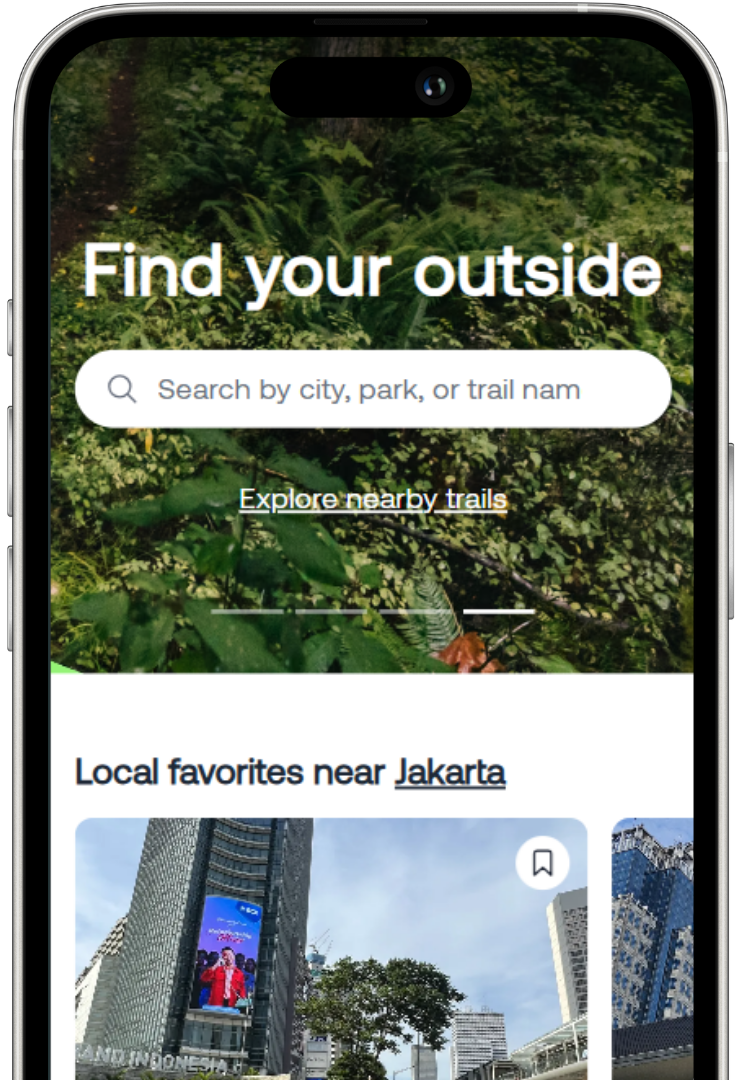 Find your outside
Search by city, park, or trail nam
Explore nearby trails
Local favorites near Jakarta
AND INDONESIA